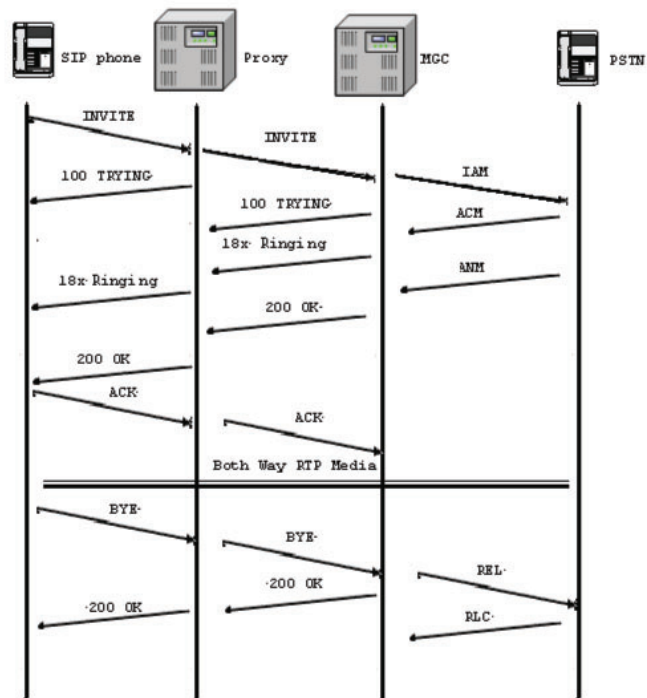 SIP phone
Proxy
MGC
PSTN
INVITE
INVITE
IAM
100 TRYING
100 TRYING
ACM
18x Ringing
ANM
18x Ringing
200 OK
200 OK
ACK
ACK
Both Way RTP Media
BYE
BYE
REL
200 OK
200 OK
RLC